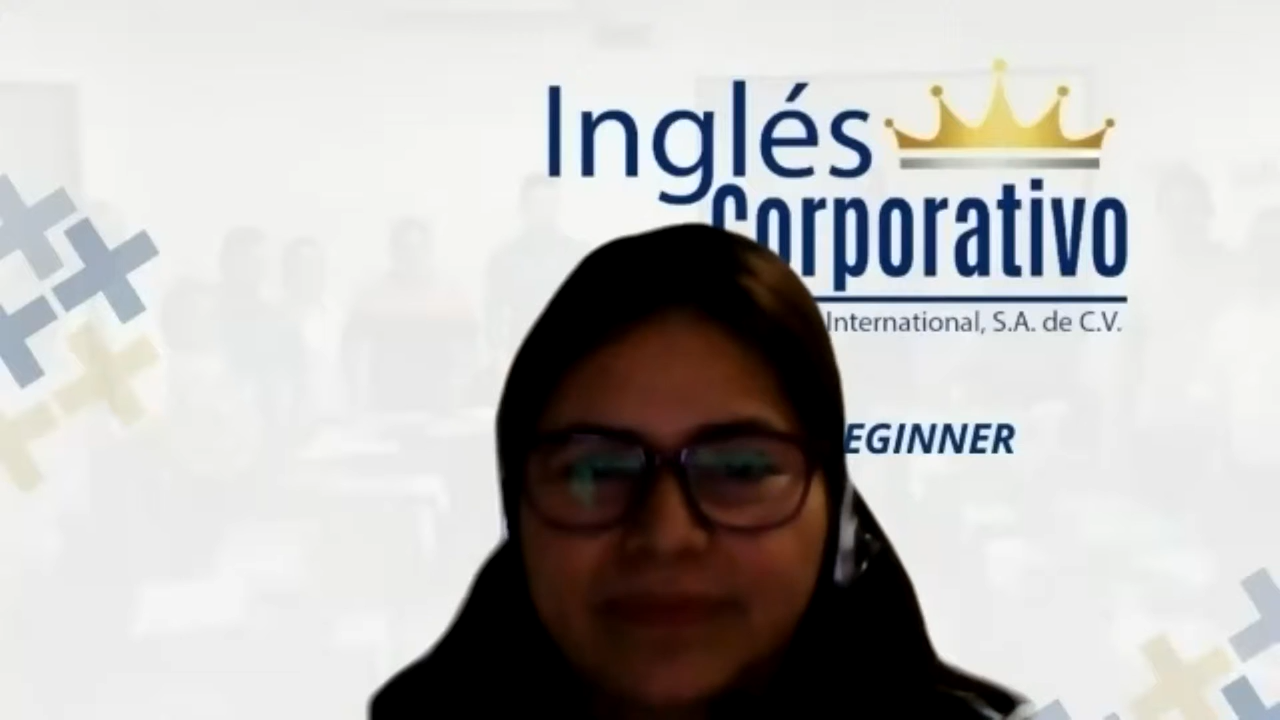 Inglés
Corporativo
International, S.A. de C.V.
EGINNER